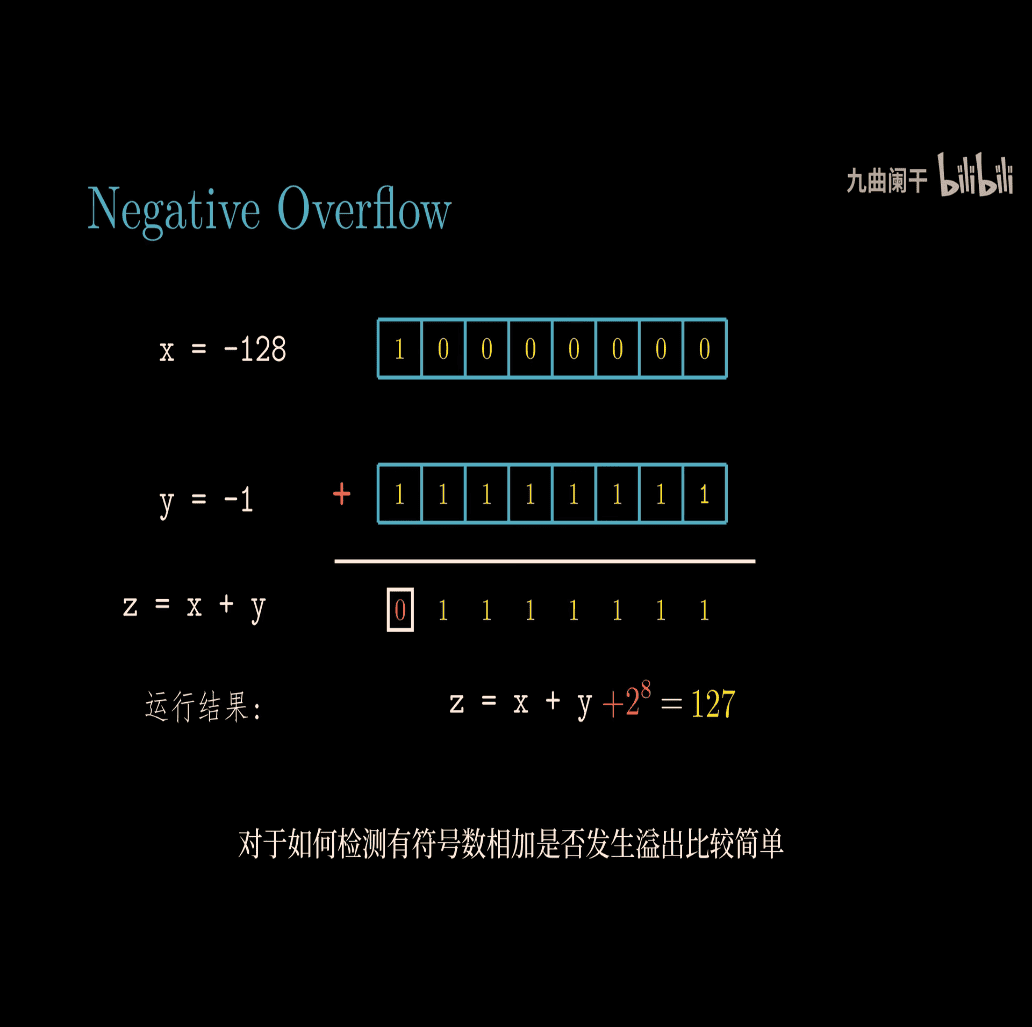 九曲阑干 bilibili
Negative Overflow
x = -128 1 0 0 0 0 0 0 0
y = -1 + 1 1 1 1 1 1 1 1
z = x + y 0 1 1 1 1 1 1 1
运行结果: z = x + y +2⁸ = 127
对于如何检测有符号数相加是否发生溢出比较简单